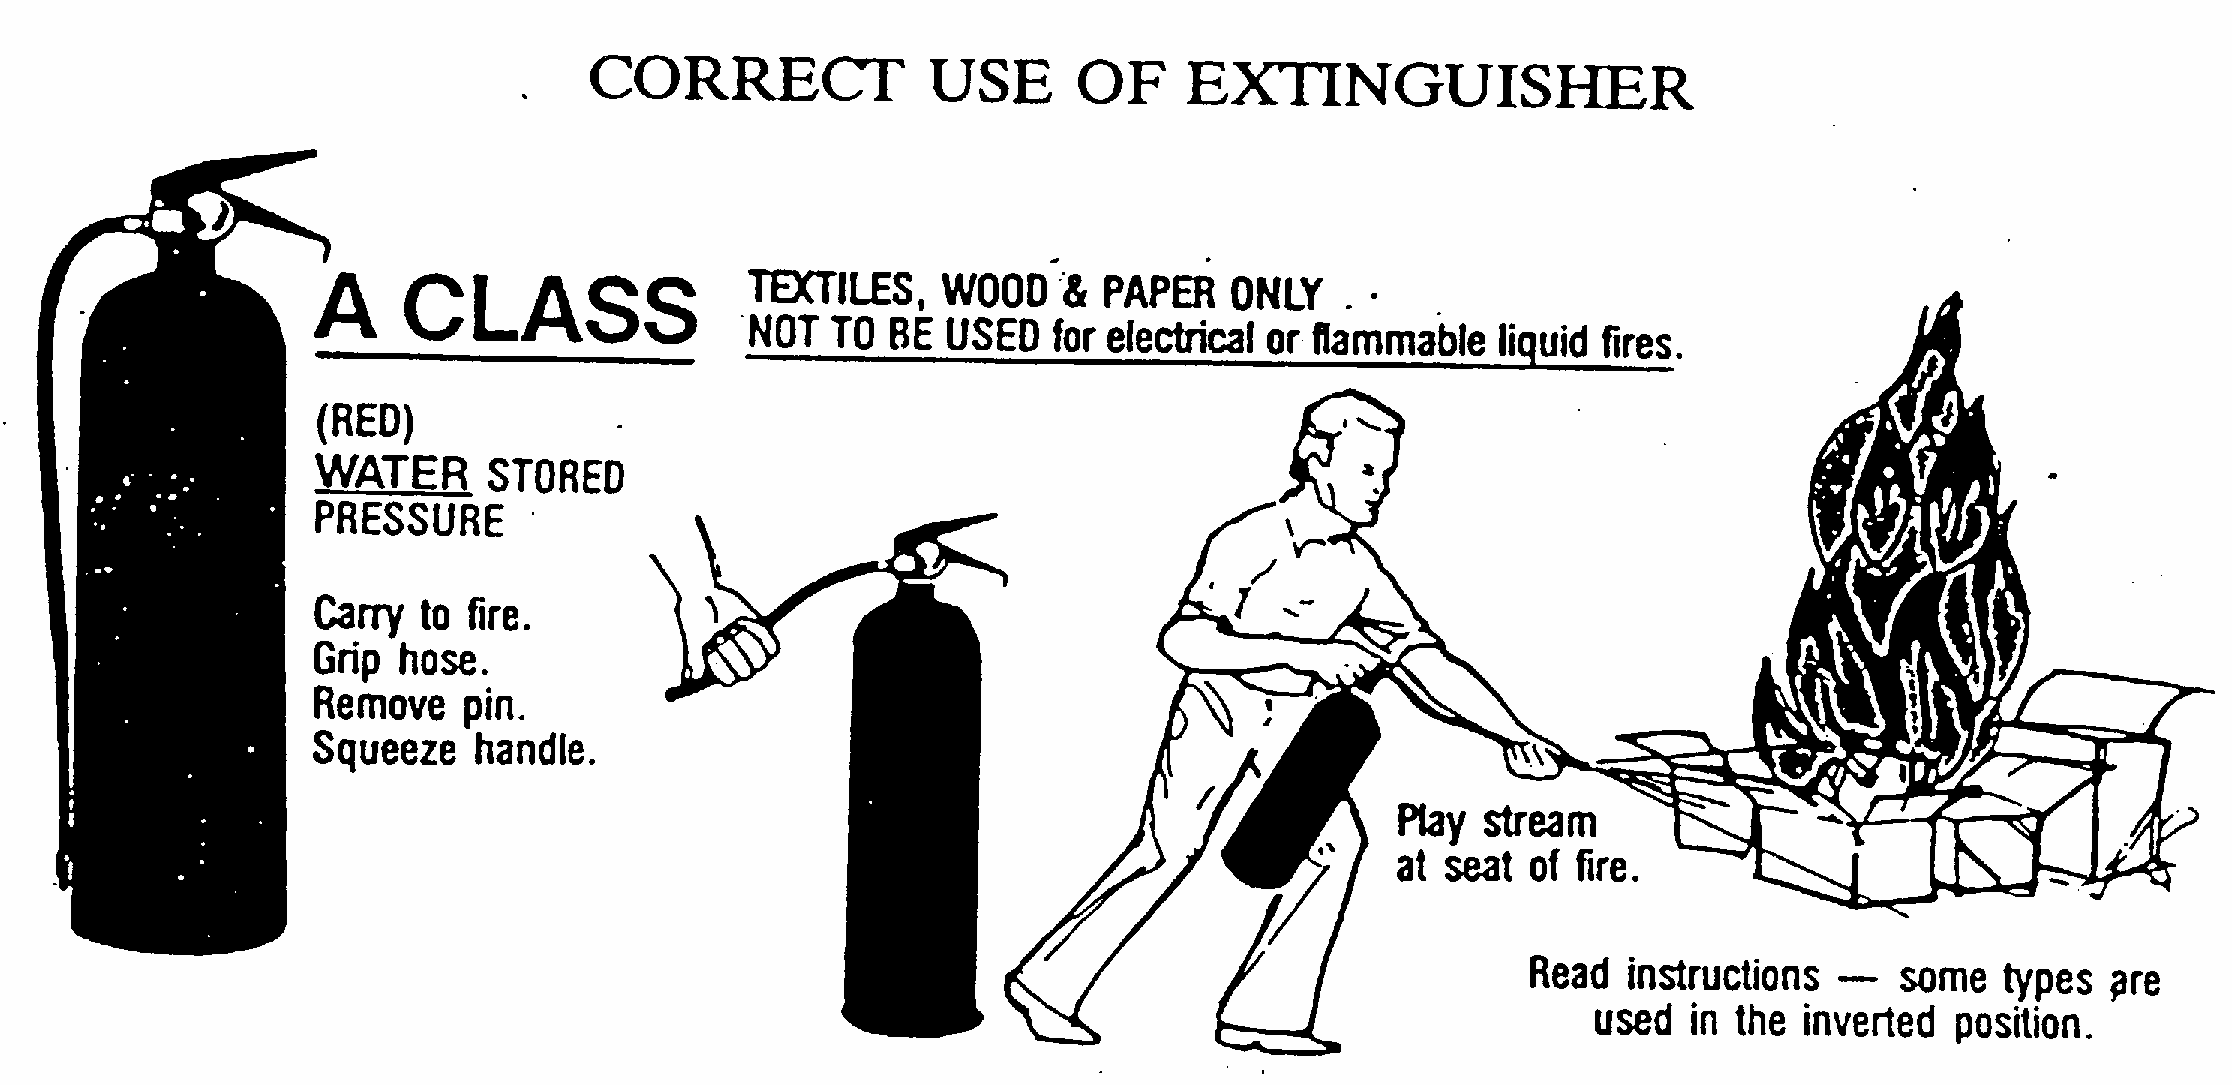 CORRECT USE OF EXTINGUISHER
A CLASS
TEXTILES, WOOD & PAPER ONLY
NOT TO BE USED for electrical or flammable liquid fires.
(RED)
WATER STORED
PRESSURE
Carry to fire.
Grip hose.
Remove pin.
Squeeze handle.
Play stream
at seat of fire.
Read instructions — some types are
used in the inverted position.